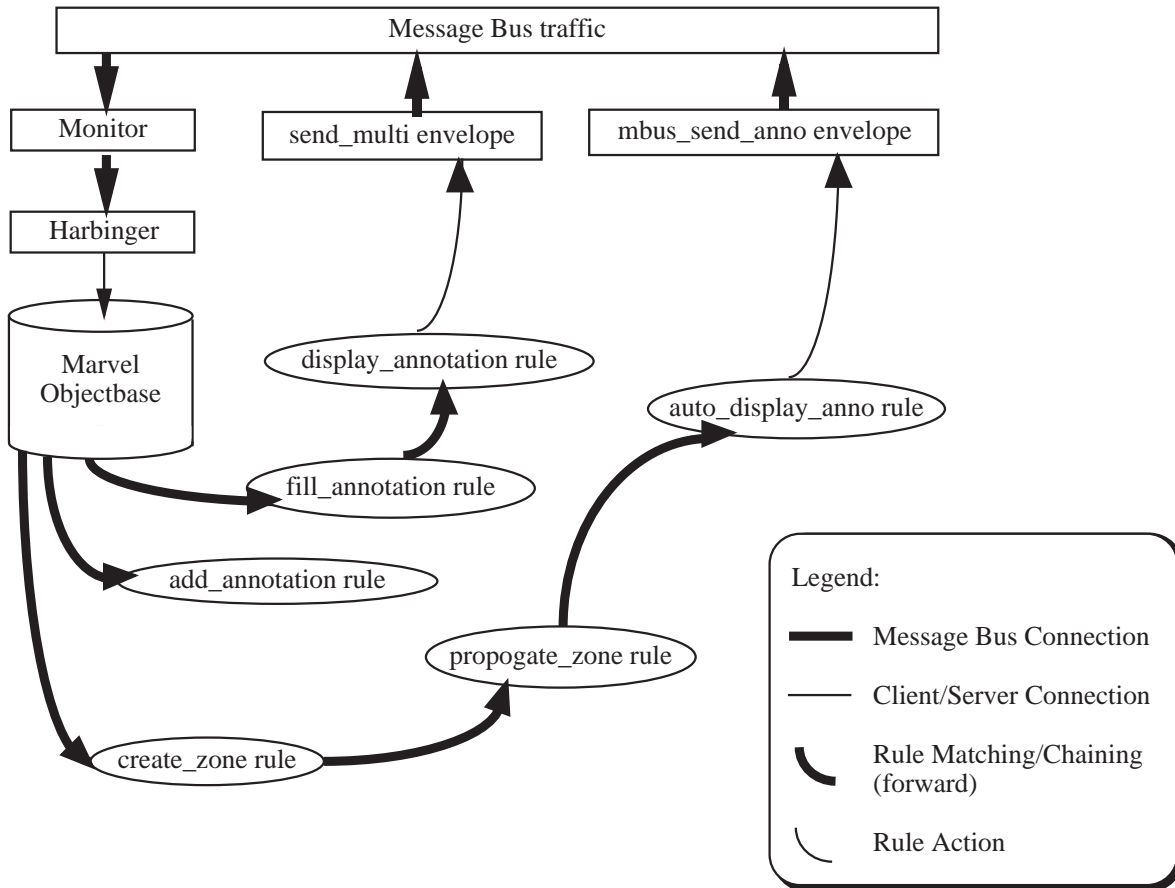 Message Bus traffic
Monitor
send_multi envelope
mbus_send_anno envelope
Harbinger
Marvel
Objectbase
display_annotation rule
auto_display_anno rule
fill_annotation rule
add_annotation rule
propogate_zone rule
create_zone rule
Legend:
Message Bus Connection
Client/Server Connection
Rule Matching/Chaining
(forward)
Rule Action